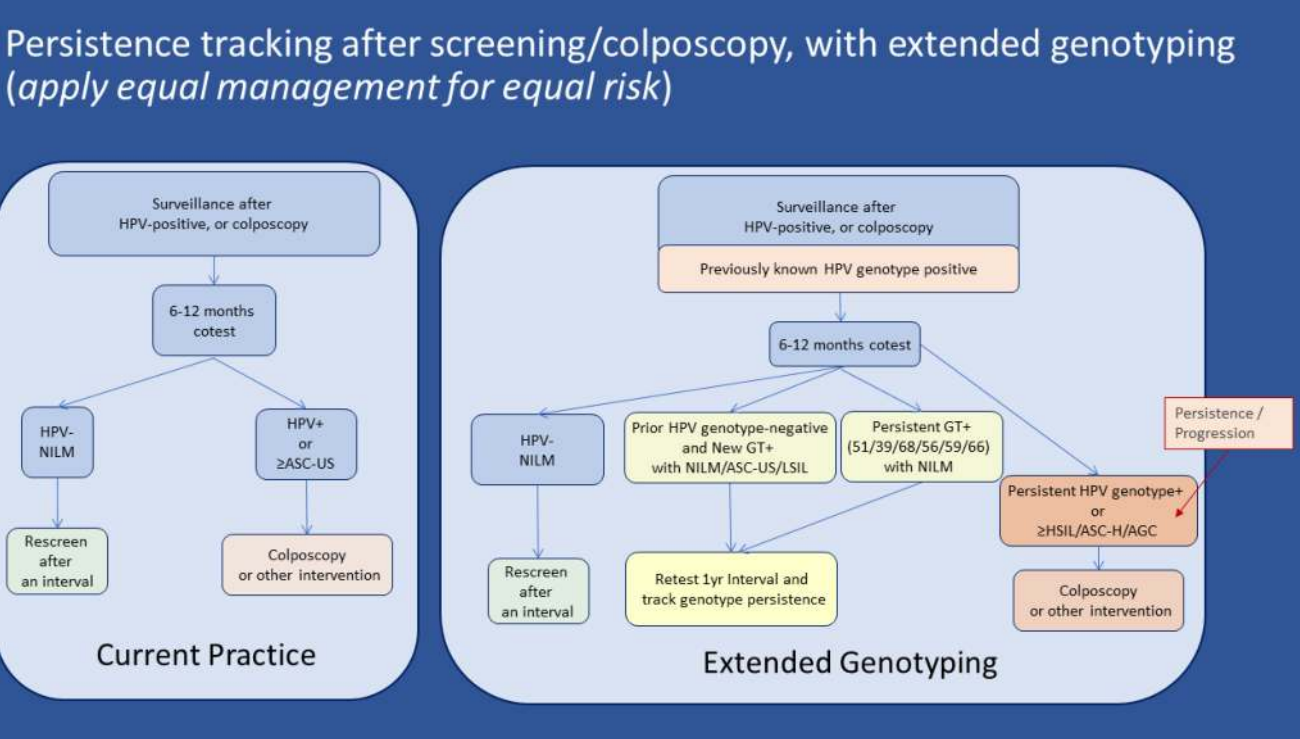 Persistence tracking after screening/colposcopy, with extended genotyping
(apply equal management for equal risk)
Surveillance after
HPV-positive, or colposcopy
6-12 months
cotest
HPV-
NILM
HPV+
or
≥ASC-US
Rescreen
after
an interval
Colposcopy
or other intervention
Current Practice
Surveillance after
HPV-positive, or colposcopy
Previously known HPV genotype positive
6-12 months cotest
HPV-
NILM
Prior HPV genotype-negative
and New GT+
with NILM/ASC-US/LSIL
Persistent GT+
(51/39/68/56/59/66)
with NILM
Persistence /
Progression
Persistent HPV genotype+
or
≥HSIL/ASC-H/AGC
Rescreen
after
an interval
Retest 1yr Interval and
track genotype persistence
Colposcopy
or other intervention
Extended Genotyping